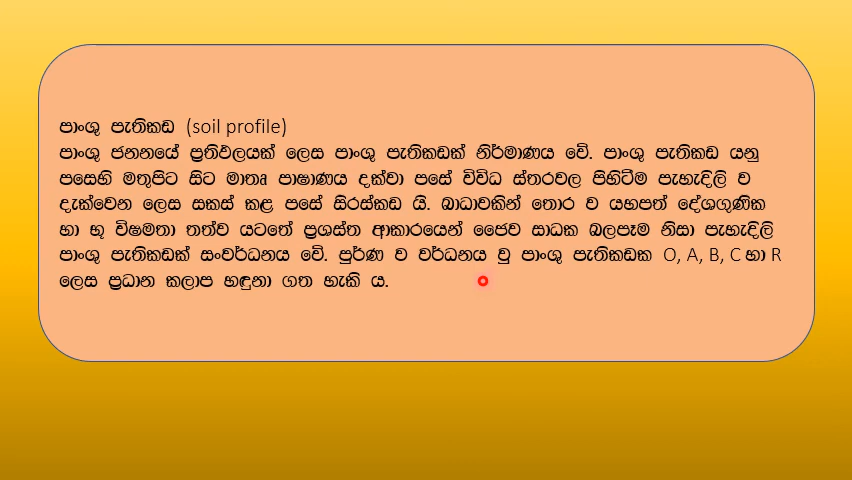 පාංශු පැතිකඩ (soil profile)
පාංශු ජනනයේ ප්‍රතිඵලයක් ලෙස පාංශු පැතිකඩක් නිර්මාණය වේ. පාංශු පැතිකඩ යනු
පසෙහි මතුපිට සිට මාතෘ පාෂාණය දක්වා පසේ විවිධ ස්තරවල පිහිටීම පැහැදිලි ව
දැක්වෙන ලෙස සකස් කළ පසේ සිරස්කඩ යි. බාධාවකින් තොර ව යහපත් දේශගුණික
හා භූ විෂමතා තත්ව යටතේ ප්‍රශස්ත ආකාරයෙන් ජෛව සාධක බලපෑම නිසා පැහැදිලි
පාංශු පැතිකඩක් සංවර්ධනය වේ. පුර්ණ ව වර්ධනය වු පාංශු පැතිකඩක O, A, B, C හා R
ලෙස ප්‍රධාන කලාප හඳුනා ගත හැකි ය.